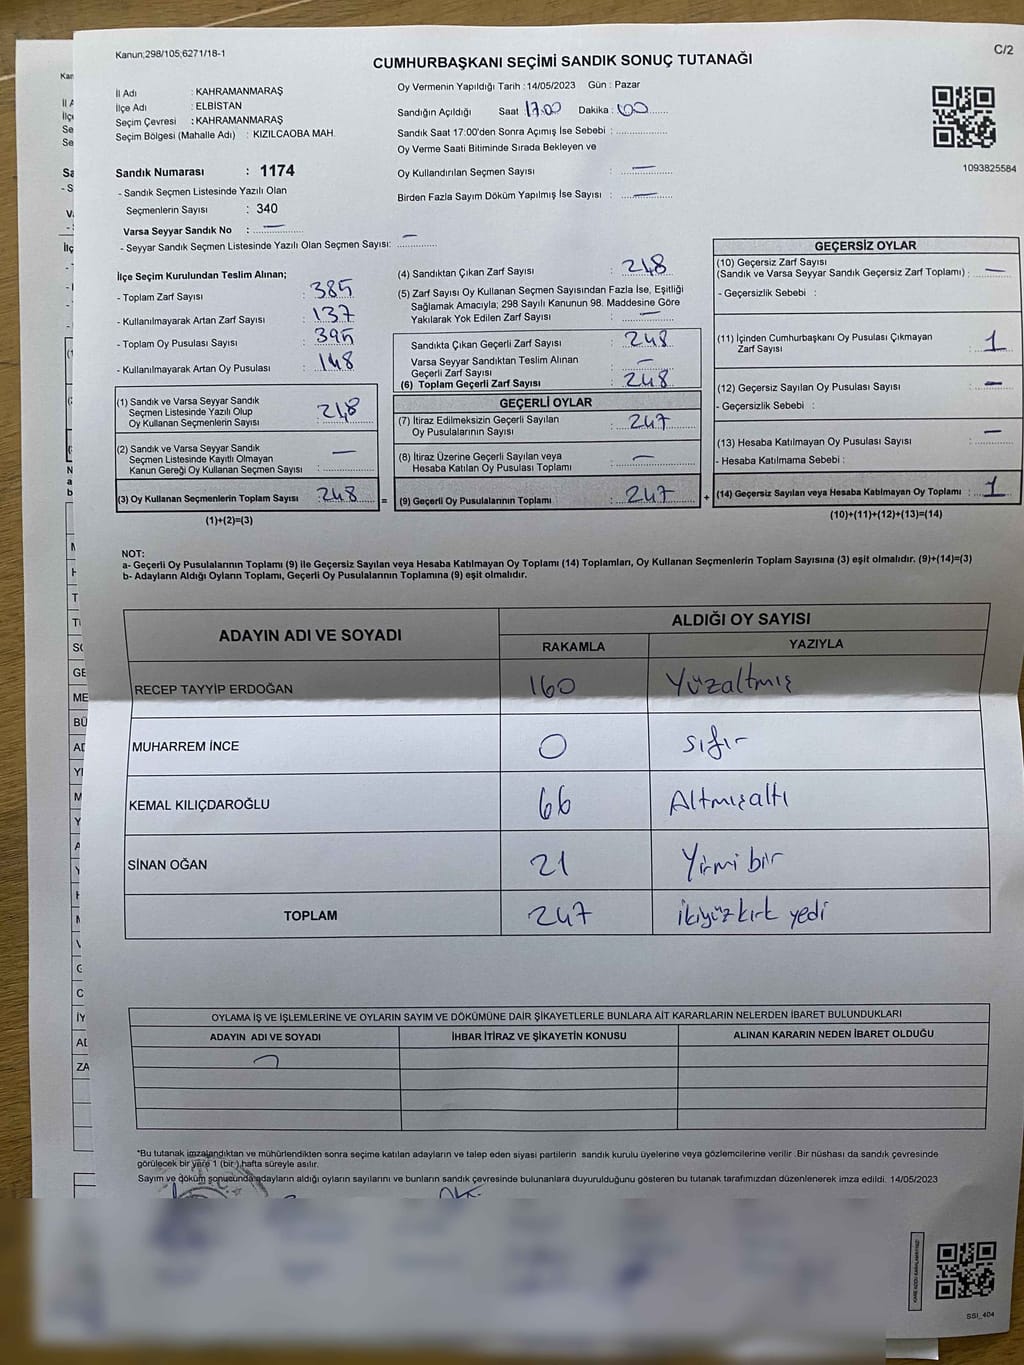 Kanun;298/105;6271/18-1
C/2
CUMHURBAŞKANI SEÇİMİ SANDIK SONUÇ TUTANAĞI
İl Adı : KAHRAMANMARAŞ
İlçe Adı : ELBİSTAN
Seçim Çevresi : KAHRAMANMARAŞ
Seçim Bölgesi (Mahalle Adı) : KIZILCAOBA MAH.
Oy Vermenin Yapıldığı Tarih : 14/05/2023 Gün : Pazar
Sandığın Açıldığı Saat : 17:00 Dakika : 00
Sandık Saat 17:00'den Sonra Açımış İse Sebebi :
Oy Verme Saati Bitiminde Sırada Bekleyen ve
Oy Kullandırılan Seçmen Sayısı : —
Birden Fazla Sayım Döküm Yapılmış İse Sayısı : —
1093825584
Sandık Numarası : 1174
- Sandık Seçmen Listesinde Yazılı Olan
Seçmenlerin Sayısı : 340
Varsa Seyyar Sandık No : —
- Seyyar Sandık Seçmen Listesinde Yazılı Olan Seçmen Sayısı: —
İlçe Seçim Kurulundan Teslim Alınan;
- Toplam Zarf Sayısı : 385
- Kullanılmayarak Artan Zarf Sayısı : 137
- Toplam Oy Pusulası Sayısı : 395
- Kullanılmayarak Artan Oy Pusulası : 148
(1) Sandık ve Varsa Seyyar Sandık
Seçmen Listesinde Yazılı Olup
Oy Kullanan Seçmenlerin Sayısı : 248
(2) Sandık ve Varsa Seyyar Sandık
Seçmen Listesinde Kayıtlı Olmayan
Kanun Gereği Oy Kullanan Seçmen Sayısı : —
(3) Oy Kullanan Seçmenlerin Toplam Sayısı : 248 =
(1)+(2)=(3)
(4) Sandıktan Çıkan Zarf Sayısı : 248
(5) Zarf Sayısı Oy Kullanan Seçmen Sayısından Fazla İse, Eşitliği
Sağlamak Amacıyla; 298 Sayılı Kanunun 98. Maddesine Göre
Yakılarak Yok Edilen Zarf Sayısı : —
Sandıkta Çıkan Geçerli Zarf Sayısı : 248
Varsa Seyyar Sandıktan Teslim Alınan
Geçerli Zarf Sayısı : —
(6) Toplam Geçerli Zarf Sayısı : 248
GEÇERLİ OYLAR
(7) İtiraz Edilmeksizin Geçerli Sayılan
Oy Pusulalarının Sayısı : 247
(8) İtiraz Üzerine Geçerli Sayılan veya
Hesaba Katılan Oy Pusulası Toplamı : —
(9) Geçerli Oy Pusulalarının Toplamı : 247 +
GEÇERSİZ OYLAR
(10) Geçersiz Zarf Sayısı
(Sandık ve Varsa Seyyar Sandık Geçersiz Zarf Toplamı) : —
- Geçersizlik Sebebi :
(11) İçinden Cumhurbaşkanı Oy Pusulası Çıkmayan
Zarf Sayısı : 1
(12) Geçersiz Sayılan Oy Pusulası Sayısı : —
- Geçersizlik Sebebi :
(13) Hesaba Katılmayan Oy Pusulası Sayısı : —
- Hesaba Katılmama Sebebi :
(14) Geçersiz Sayılan veya Hesaba Katılmayan Oy Toplamı : 1
(10)+(11)+(12)+(13)=(14)
NOT:
a- Geçerli Oy Pusulalarının Toplamı (9) ile Geçersiz Sayılan veya Hesaba Katılmayan Oy Toplamı (14) Toplamları, Oy Kullanan Seçmenlerin Toplam Sayısına (3) eşit olmalıdır. (9)+(14)=(3)
b- Adayların Aldığı Oyların Toplamı, Geçerli Oy Pusulalarının Toplamına (9) eşit olmalıdır.
ADAYIN ADI VE SOYADI
ALDIĞI OY SAYISI
RAKAMLA YAZIYLA
RECEP TAYYİP ERDOĞAN 160 Yüzaltmış
MUHARREM İNCE 0 sıfır
KEMAL KILIÇDAROĞLU 66 Altmışaltı
SİNAN OĞAN 21 Yirmi bir
TOPLAM 247 ikiyüz kırk yedi
OYLAMA İŞ VE İŞLEMLERİNE VE OYLARIN SAYIM VE DÖKÜMÜNE DAİR ŞİKAYETLERLE BUNLARA AİT KARARLARIN NELERDEN İBARET BULUNDUKLARI
ADAYIN ADI VE SOYADI İHBAR İTİRAZ VE ŞİKAYETİN KONUSU ALINAN KARARIN NEDEN İBARET OLDUĞU
*Bu tutanak imzalandıktan ve mühürlendikten sonra seçime katılan adayların ve talep eden siyasi partilerin sandık kurulu üyelerine veya gözlemcilerine verilir .Bir nüshası da sandık çevresinde
görülecek bir yere 1 (bir) hafta süreyle asılır.
Sayım ve döküm sonucunda adayların aldığı oyların sayılarını ve bunların sandık çevresinde bulunanlara duyurulduğunu gösteren bu tutanak tarafımızdan düzenlenerek imza edildi. 14/05/2023
SSİ_404